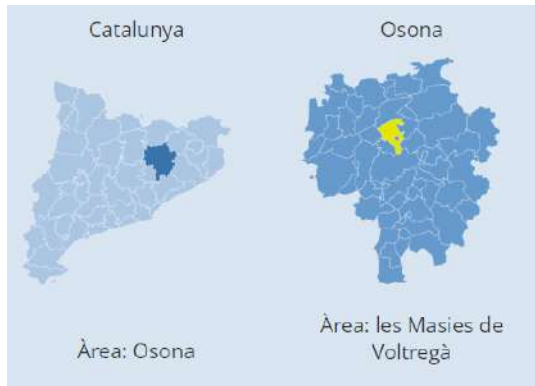 Catalunya
Osona
Àrea: Osona
Àrea: les Masies de
Voltregà